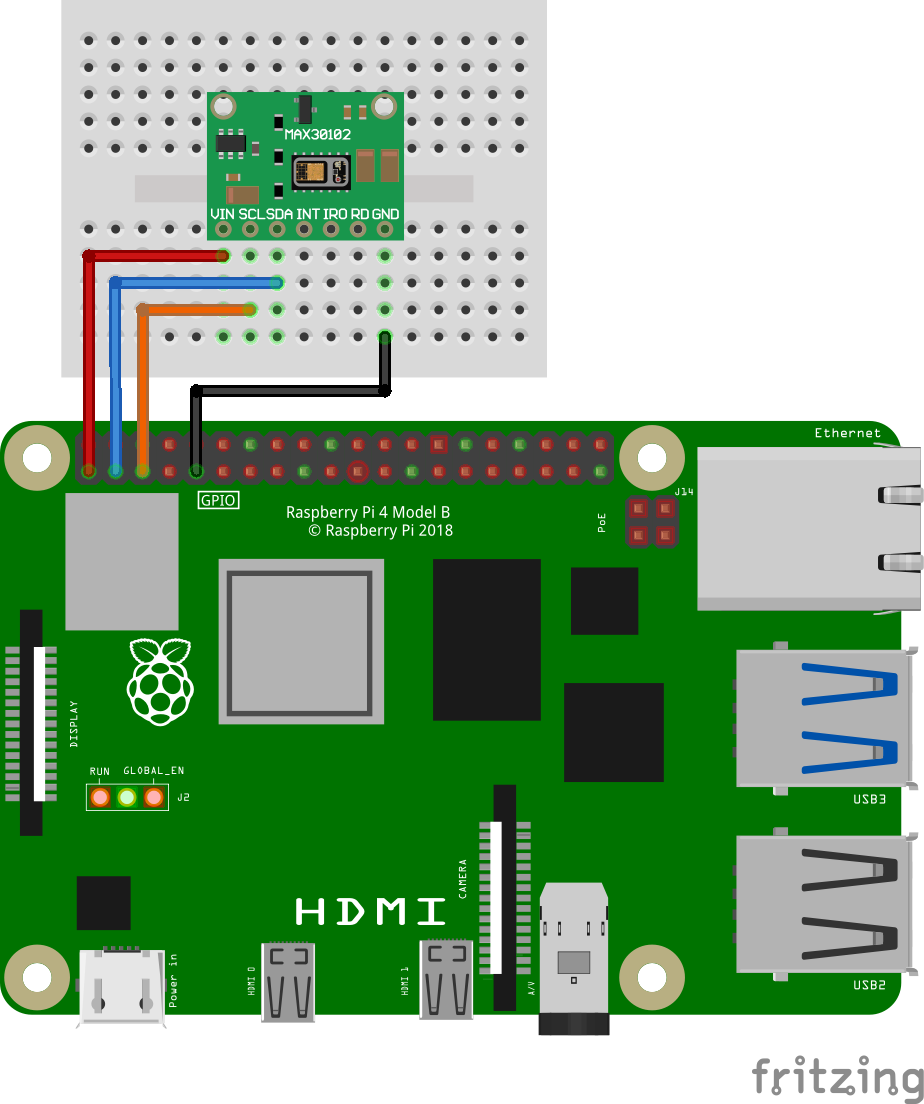 MAX30102
VIN SCL SDA INT IRO RD GND
Ethernet
J14
GPIO
PoE
Raspberry Pi 4 Model B
© Raspberry Pi 2018
DISPLAY
RUN GLOBAL_EN
J2
USB3
CAMERA
HDMI
Power in
HDMI 0
HDMI 1
A/V
USB2
fritzing